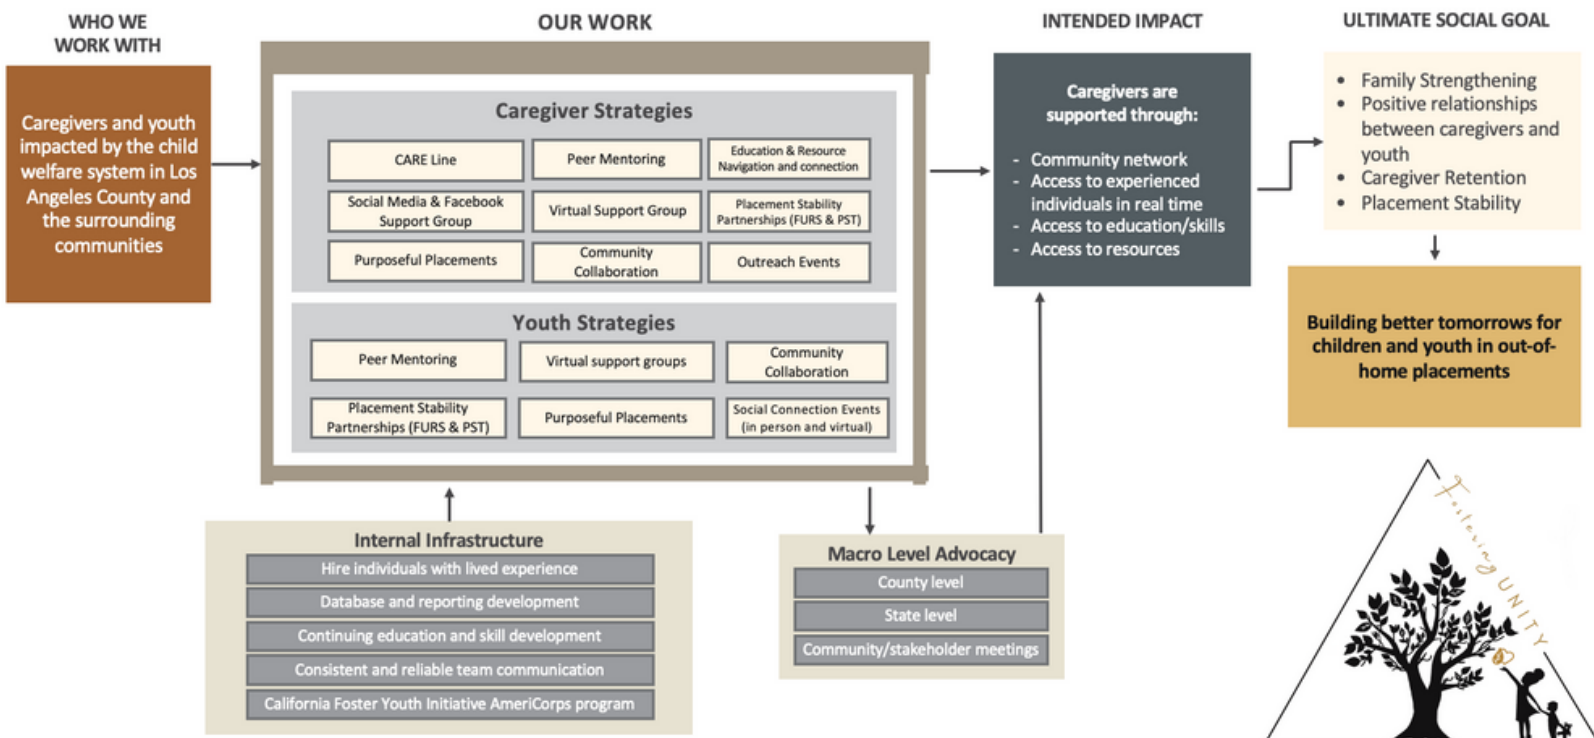 WHO WE
WORK WITH
Caregivers and youth
impacted by the child
welfare system in Los
Angeles County and
the surrounding
communities
OUR WORK
Caregiver Strategies
CARE Line
Peer Mentoring
Education & Resource
Navigation and connection
Social Media & Facebook
Support Group
Virtual Support Group
Placement Stability
Partnerships (FURS & PST)
Purposeful Placements
Community
Collaboration
Outreach Events
Youth Strategies
Peer Mentoring
Virtual support groups
Community
Collaboration
Placement Stability
Partnerships (FURS & PST)
Purposeful Placements
Social Connection Events
(in person and virtual)
Internal Infrastructure
Hire individuals with lived experience
Database and reporting development
Continuing education and skill development
Consistent and reliable team communication
California Foster Youth Initiative AmeriCorps program
Macro Level Advocacy
County level
State level
Community/stakeholder meetings
INTENDED IMPACT
Caregivers are
supported through:
- Community network
- Access to experienced
individuals in real time
- Access to education/skills
- Access to resources
ULTIMATE SOCIAL GOAL
• Family Strengthening
• Positive relationships
between caregivers and
youth
• Caregiver Retention
• Placement Stability
Building better tomorrows for
children and youth in out-of-
home placements
Fostering UNITY